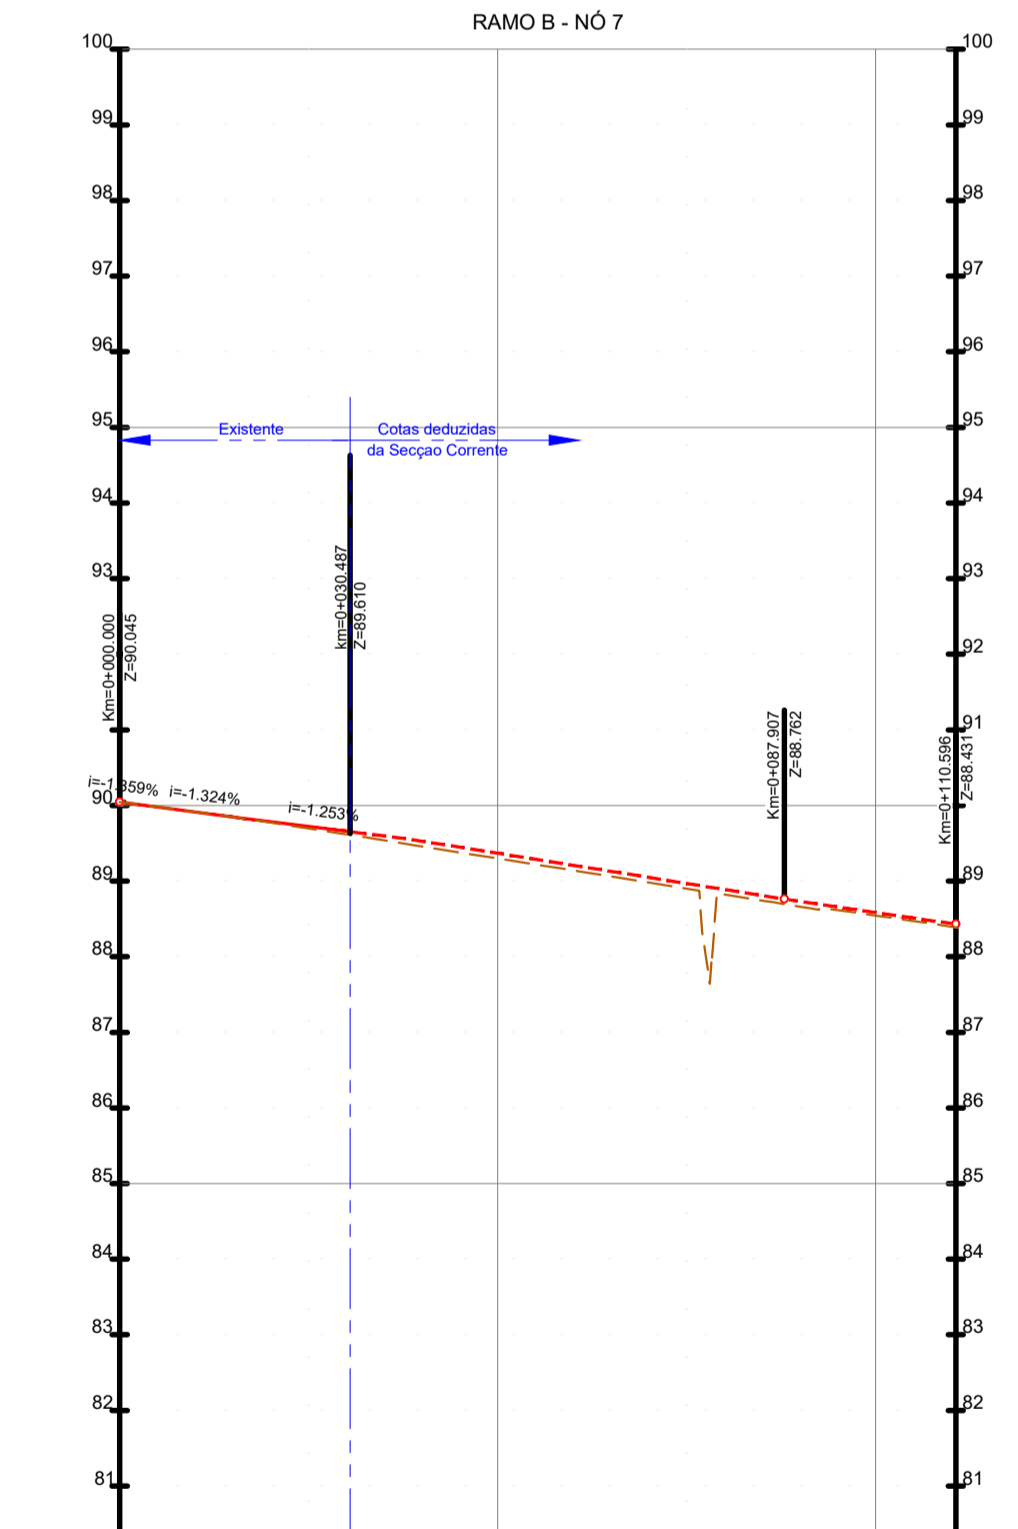 RAMO B - NÓ 7
100 100
99 99
98 98
97 97
96 96
95 95
Existente
Cotas deduzidas
da Secçao Corrente
94 94
93 93
km=0+030.487
Z=89.610
Km=0+000.000
Z=90.045
92
91
Km=0+087.907
Z=88.762
Km=0+110.596
Z=88.431
i=-1.359% i=-1.324% i=-1.253%
90
89 89
88 88
87 87
86 86
85 85
84 84
83 83
82 82
81 81